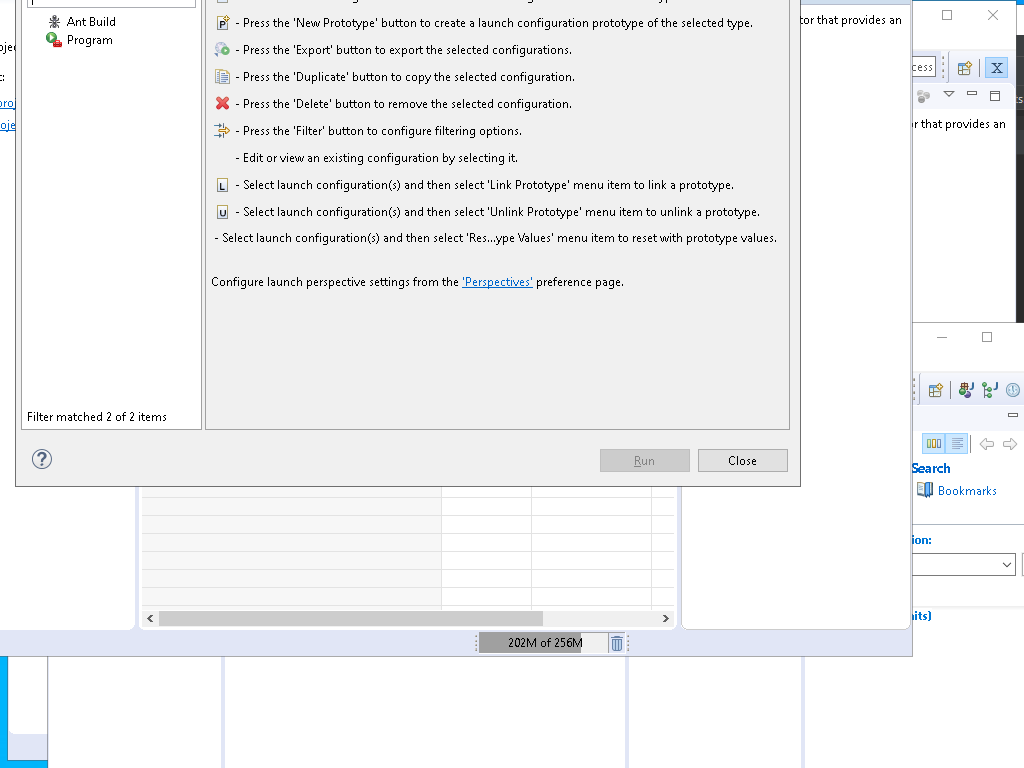 Ant Build
Program
- Press the 'New Prototype' button to create a launch configuration prototype of the selected type.
- Press the 'Export' button to export the selected configurations.
- Press the 'Duplicate' button to copy the selected configuration.
- Press the 'Delete' button to remove the selected configuration.
- Press the 'Filter' button to configure filtering options.
- Edit or view an existing configuration by selecting it.
- Select launch configuration(s) and then select 'Link Prototype' menu item to link a prototype.
- Select launch configuration(s) and then select 'Unlink Prototype' menu item to unlink a prototype.
- Select launch configuration(s) and then select 'Res...ype Values' menu item to reset with prototype values.
Configure launch perspective settings from the 'Perspectives' preference page.
Filter matched 2 of 2 items
Run
Close
tor that provides an
cess
X
r that provides an
Search
Bookmarks
ion:
nits)
202M of 256M